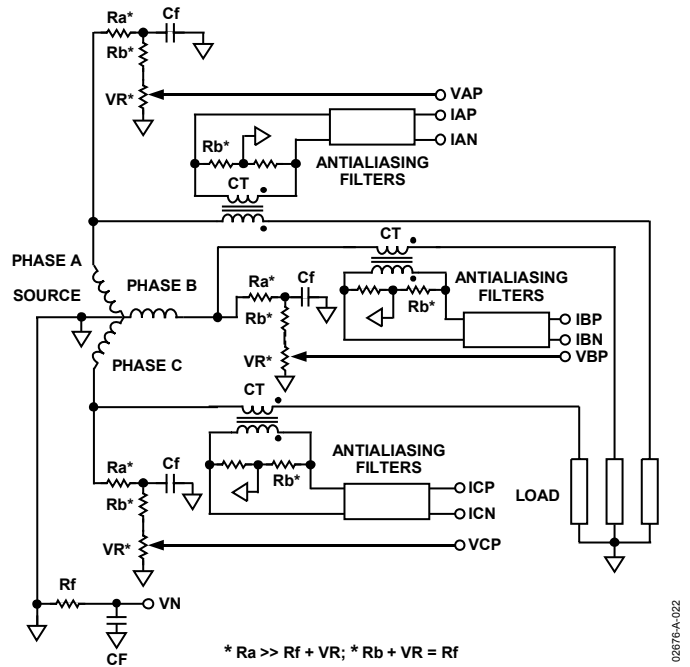 Ra*
Cf
Rb*
VR*
VAP
IAP
IAN
Rb*
ANTIALIASING
FILTERS
CT
PHASE A
PHASE B
SOURCE
PHASE C
CT
Ra*
Cf
Rb*
VR*
ANTIALIASING
FILTERS
Rb*
IBP
IBN
VBP
CT
Ra*
Cf
Rb*
VR*
ANTIALIASING
FILTERS
Rb*
ICP
ICN
VCP
LOAD
Rf
VN
CF
* Ra >> Rf + VR; * Rb + VR = Rf
02676-A-022